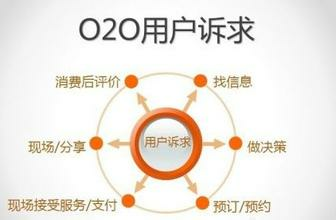 O2O用户诉求
消费后评价
找信息
现场/分享
用户诉求
做决策
现场接受服务/支付
预订/预约